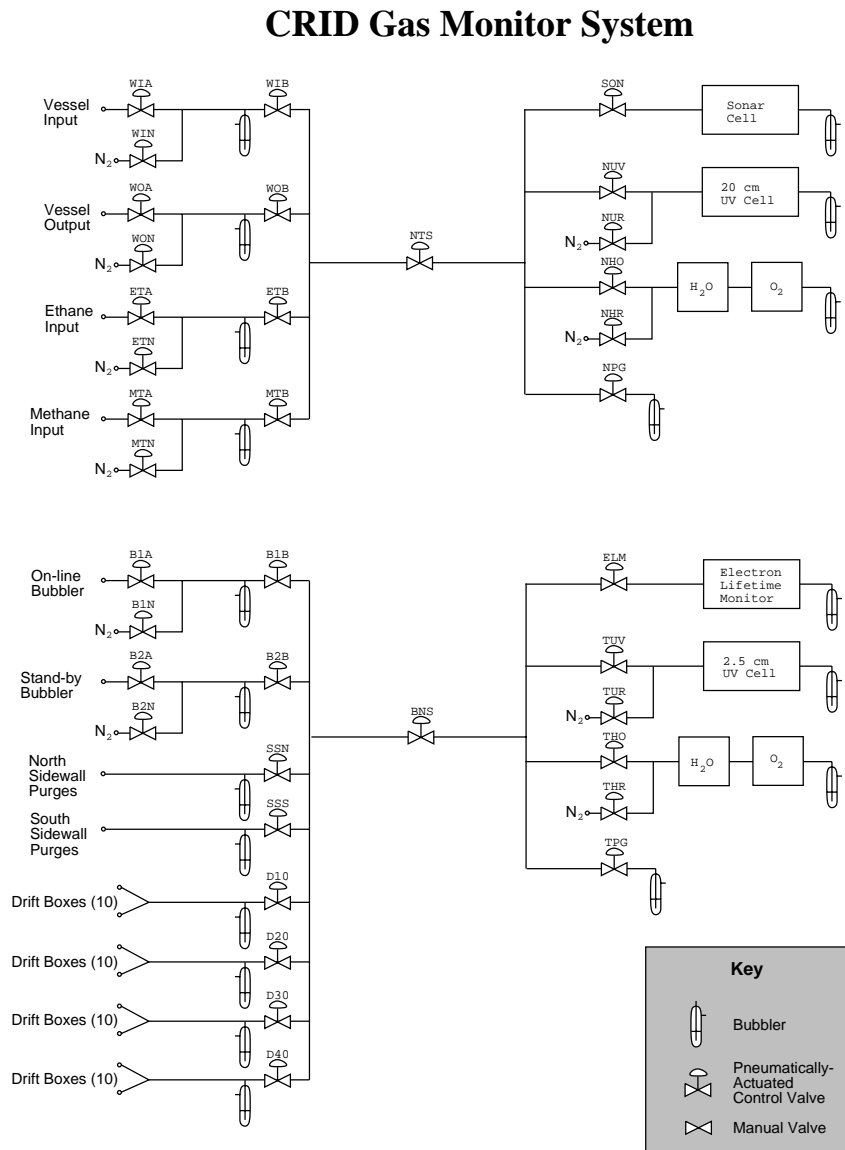 CRID Gas Monitor System
WIA
WIB
Vessel
Input
WIN
N₂
WOA
WOB
Vessel
Output
WON
N₂
ETA
ETB
Ethane
Input
ETN
N₂
MTA
MTB
Methane
Input
MTN
N₂
NTS
SON
Sonar
Cell
NUV
20 cm
UV Cell
NUR
N₂
NHO
H₂O
O₂
NHR
N₂
NPG
B1A
B1B
On-line
Bubbler
B1N
N₂
B2A
B2B
Stand-by
Bubbler
B2N
N₂
North
Sidewall
Purges
SSN
South
Sidewall
Purges
SSS
D10
Drift Boxes (10)
D20
Drift Boxes (10)
D30
Drift Boxes (10)
D40
Drift Boxes (10)
BNS
ELM
Electron
Lifetime
Monitor
TUV
2.5 cm
UV Cell
TUR
N₂
THO
H₂O
O₂
THR
N₂
TPG
Key
Bubbler
Pneumatically-
Actuated
Control Valve
Manual Valve